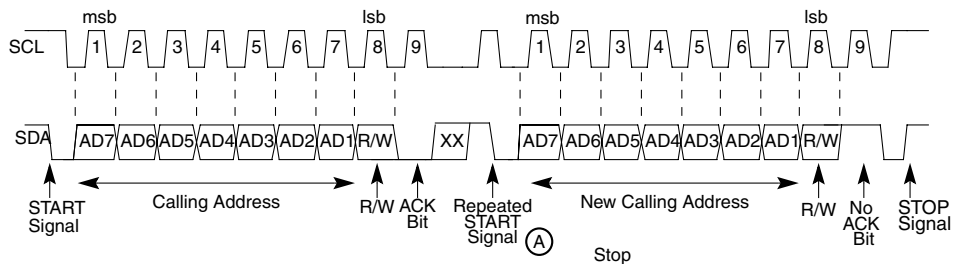 msb lsb msb lsb
SCL 1 2 3 4 5 6 7 8 9 1 2 3 4 5 6 7 8 9
SDA AD7 AD6 AD5 AD4 AD3 AD2 AD1 R/W XX AD7 AD6 AD5 AD4 AD3 AD2 AD1 R/W
START
Signal
Calling Address
R/W
ACK
Bit
Repeated
START
Signal
A
New Calling Address
R/W
No
ACK
Bit
STOP
Signal
Stop